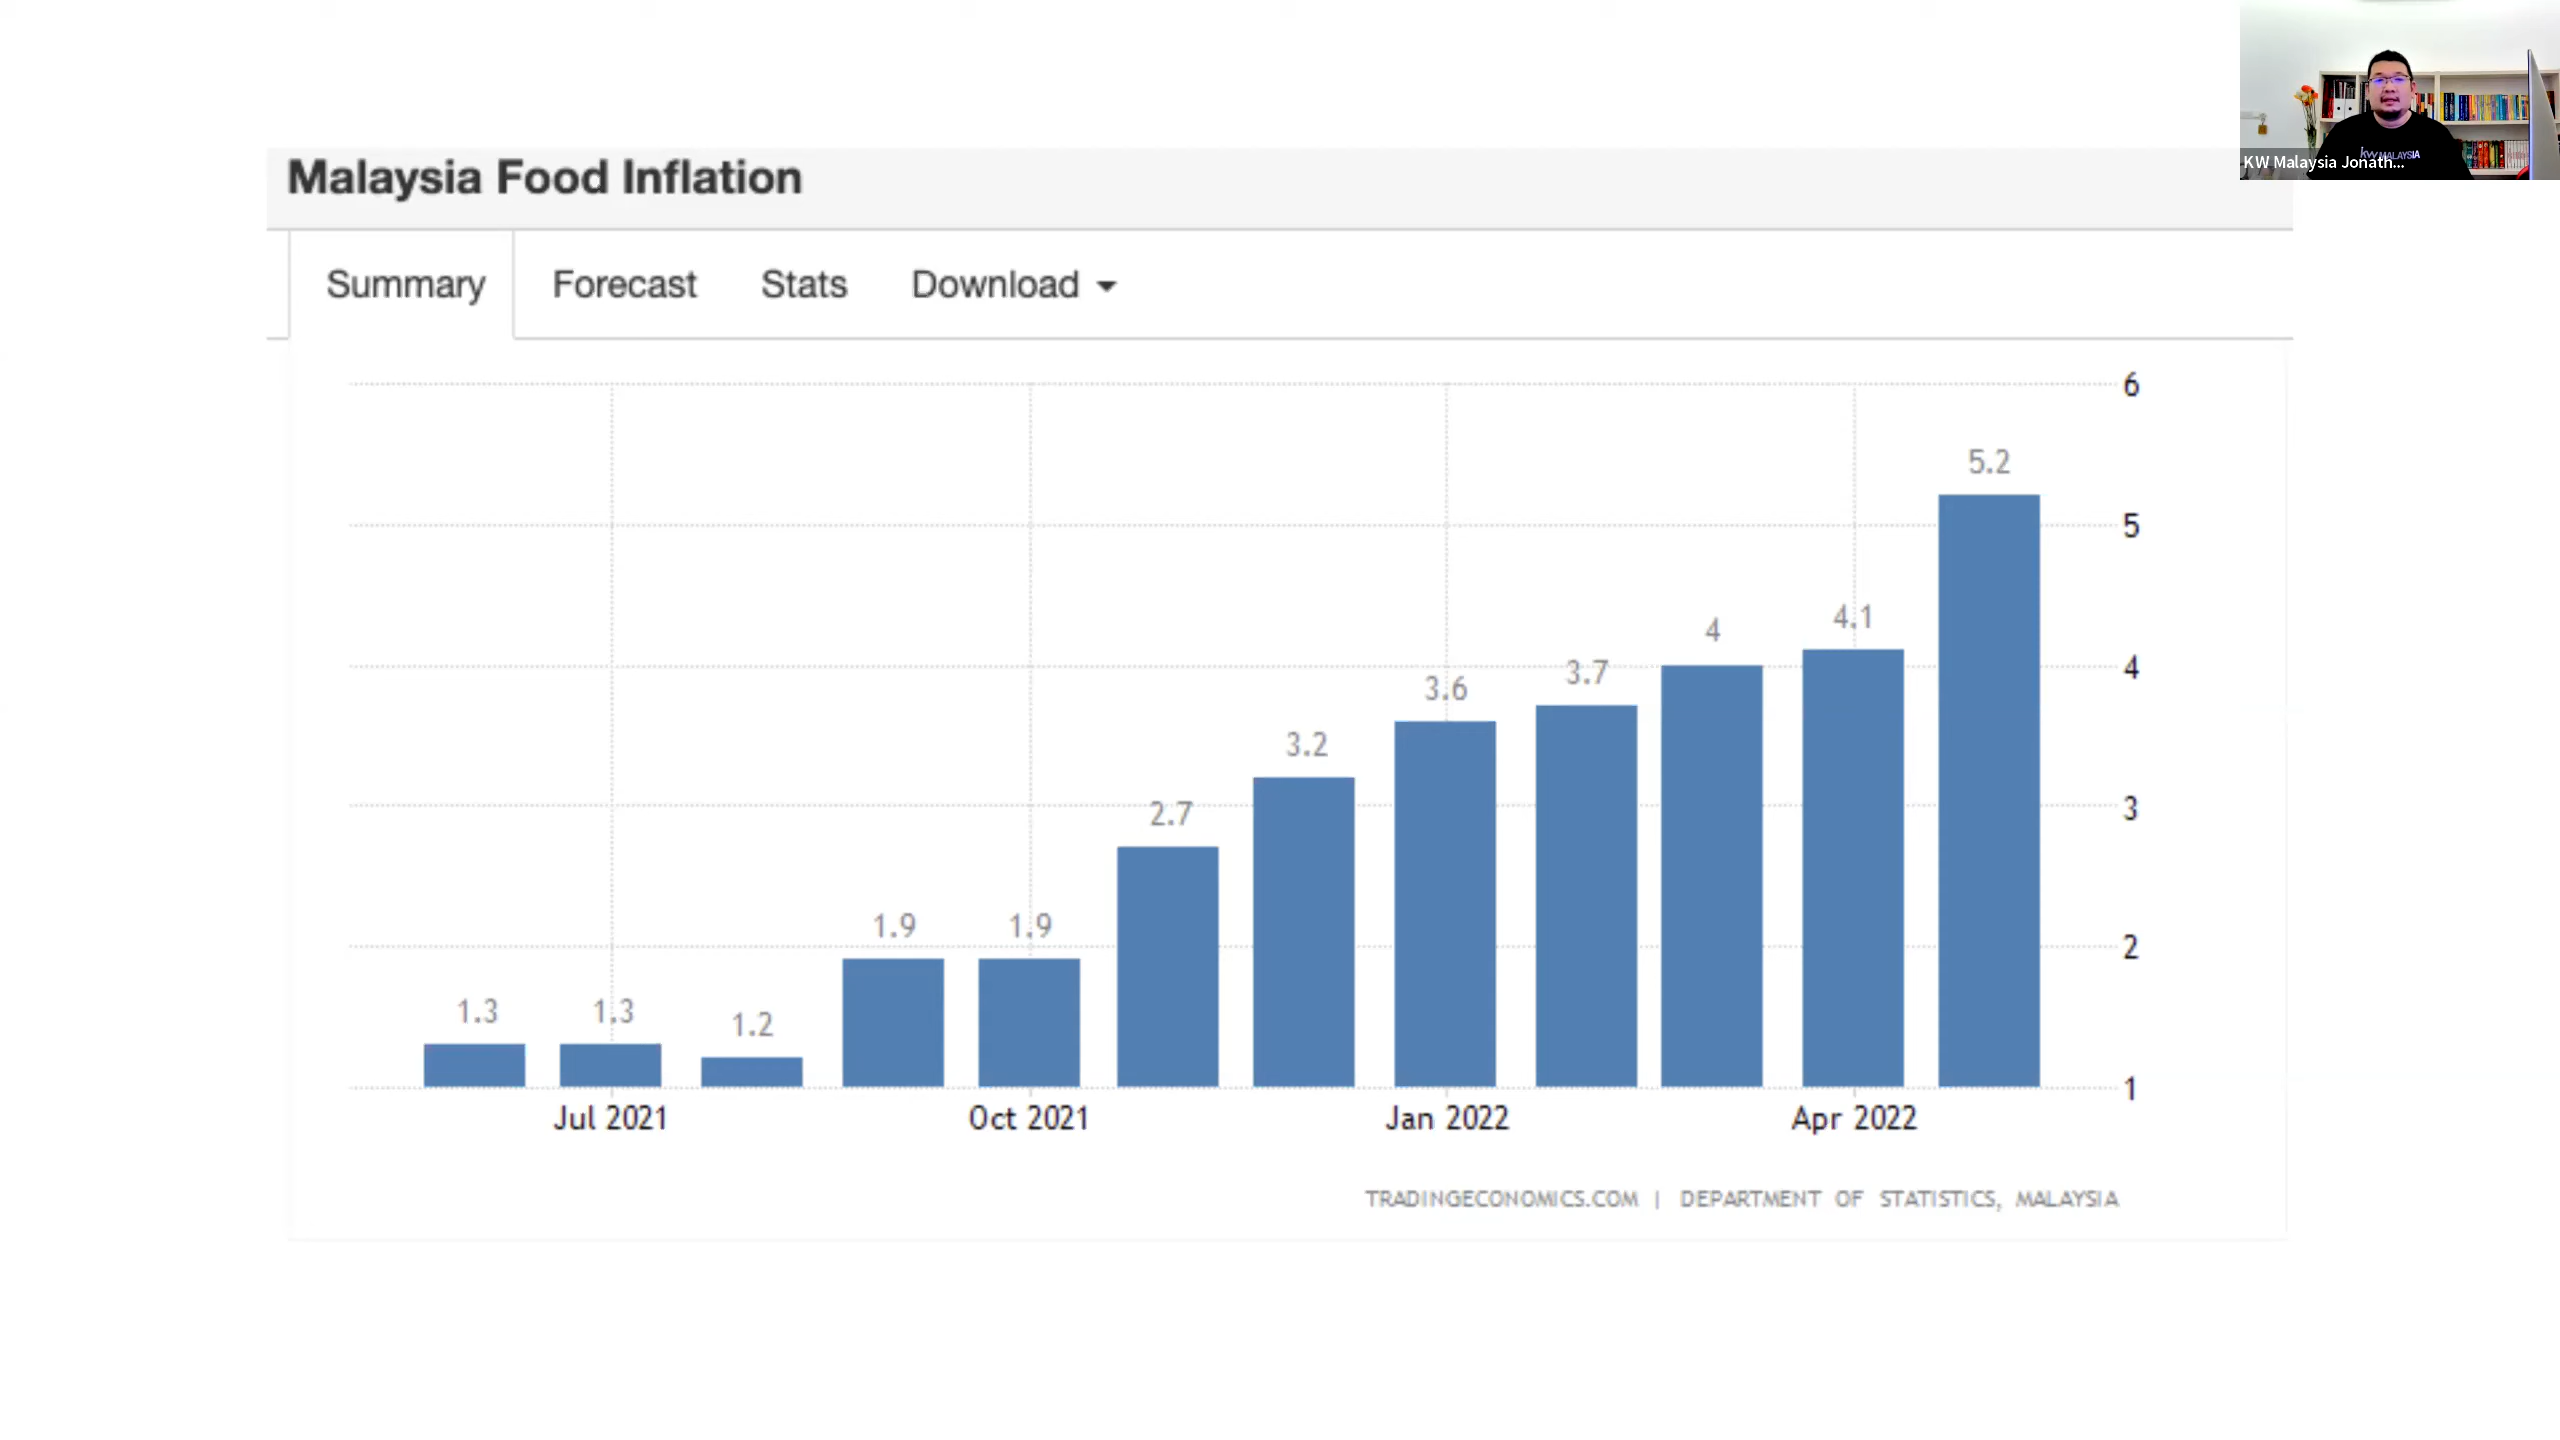 Malaysia Food Inflation
Summary Forecast Stats Download
6
5
4
3
2
1
1.3 1.3 1.2 1.9 1.9 2.7 3.2 3.6 3.7 4 4.1 5.2
Jul 2021 Oct 2021 Jan 2022 Apr 2022
TRADINGECONOMICS.COM | DEPARTMENT OF STATISTICS, MALAYSIA
kw MALAYSIA
KW Malaysia Jonath...